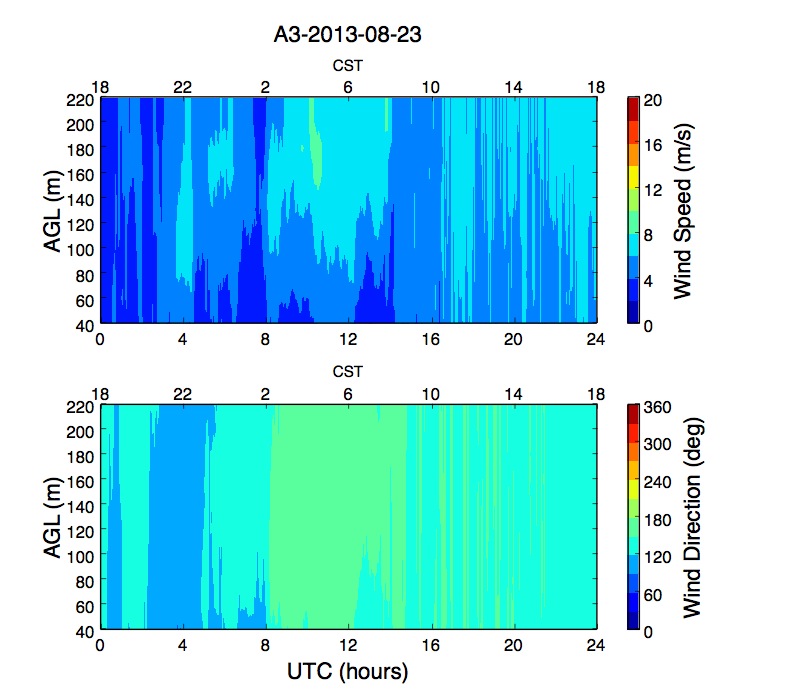 A3-2013-08-23
CST
18 22 2 6 10 14 18
220
200
180
160
140
120
100
80
60
40
AGL (m)
0 4 8 12 16 20 24
20
16
12
8
4
0
Wind Speed (m/s)
CST
18 22 2 6 10 14 18
220
200
180
160
140
120
100
80
60
40
AGL (m)
0 4 8 12 16 20 24
UTC (hours)
360
300
240
180
120
60
0
Wind Direction (deg)